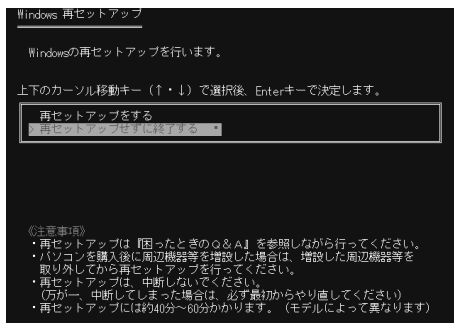 Windows 再セットアップ
Windowsの再セットアップを行います。
上下のカーソル移動キー（↑・↓）で選択後、Enterキーで決定します。
再セットアップをする
> 再セットアップせずに終了する
《注意事項》
・再セットアップは『困ったときのQ＆A』を参照しながら行ってください。
・パソコンを購入後に周辺機器等を増設した場合は、増設した周辺機器等を
取り外してから再セットアップを行ってください。
・再セットアップは、中断しないでください。
（万が一、中断してしまった場合は、必ず最初からやり直してください）
・再セットアップには約40分～60分かかります。（モデルによって異なります）